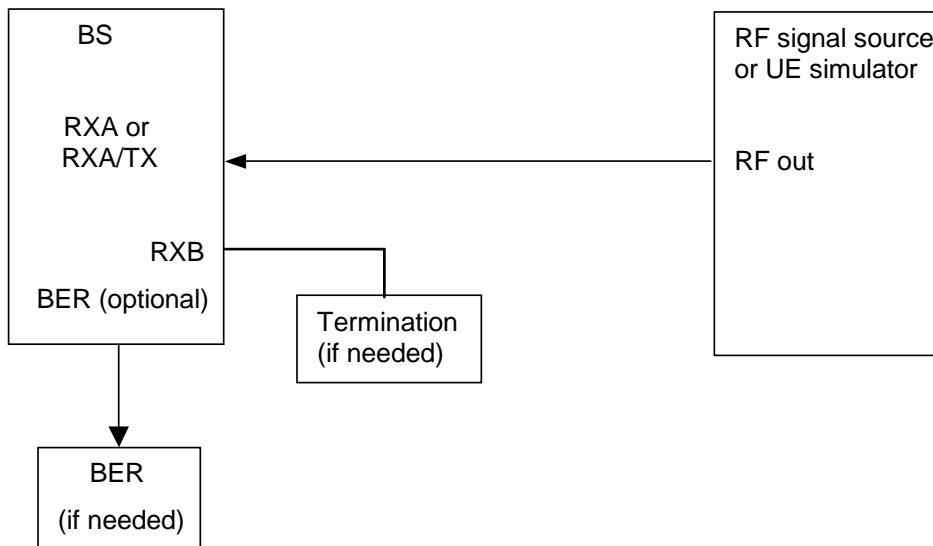 BS
RXA or
RXA/TX
RXB
BER (optional)
RF signal source
or UE simulator
RF out
Termination
(if needed)
BER
(if needed)